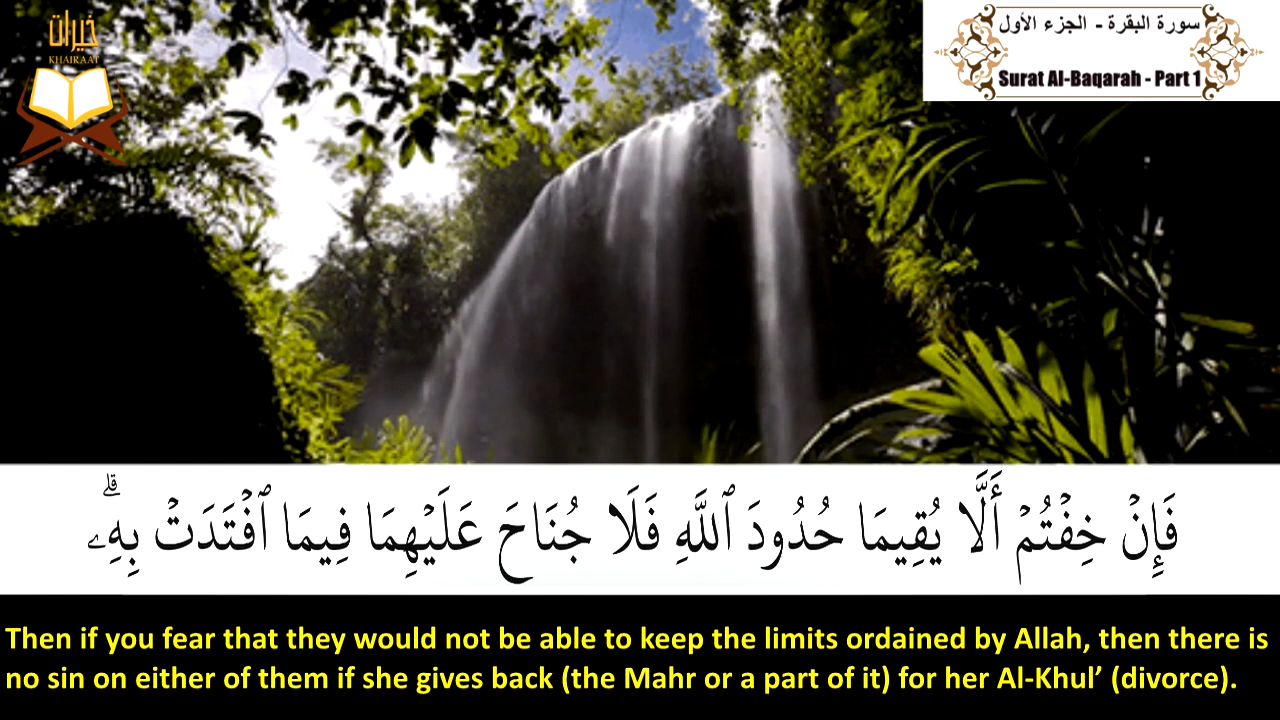 خيرات
KHAIRAAT
سورة البقرة - الجزء الأول
Surat Al-Baqarah - Part 1
فَإِنْ خِفْتُمْ أَلَّا يُقِيمَا حُدُودَ ٱللَّهِ فَلَا جُنَاحَ عَلَيْهِمَا فِيمَا ٱفْتَدَتْ بِهِۦۗ
Then if you fear that they would not be able to keep the limits ordained by Allah, then there is
no sin on either of them if she gives back (the Mahr or a part of it) for her Al-Khul’ (divorce).